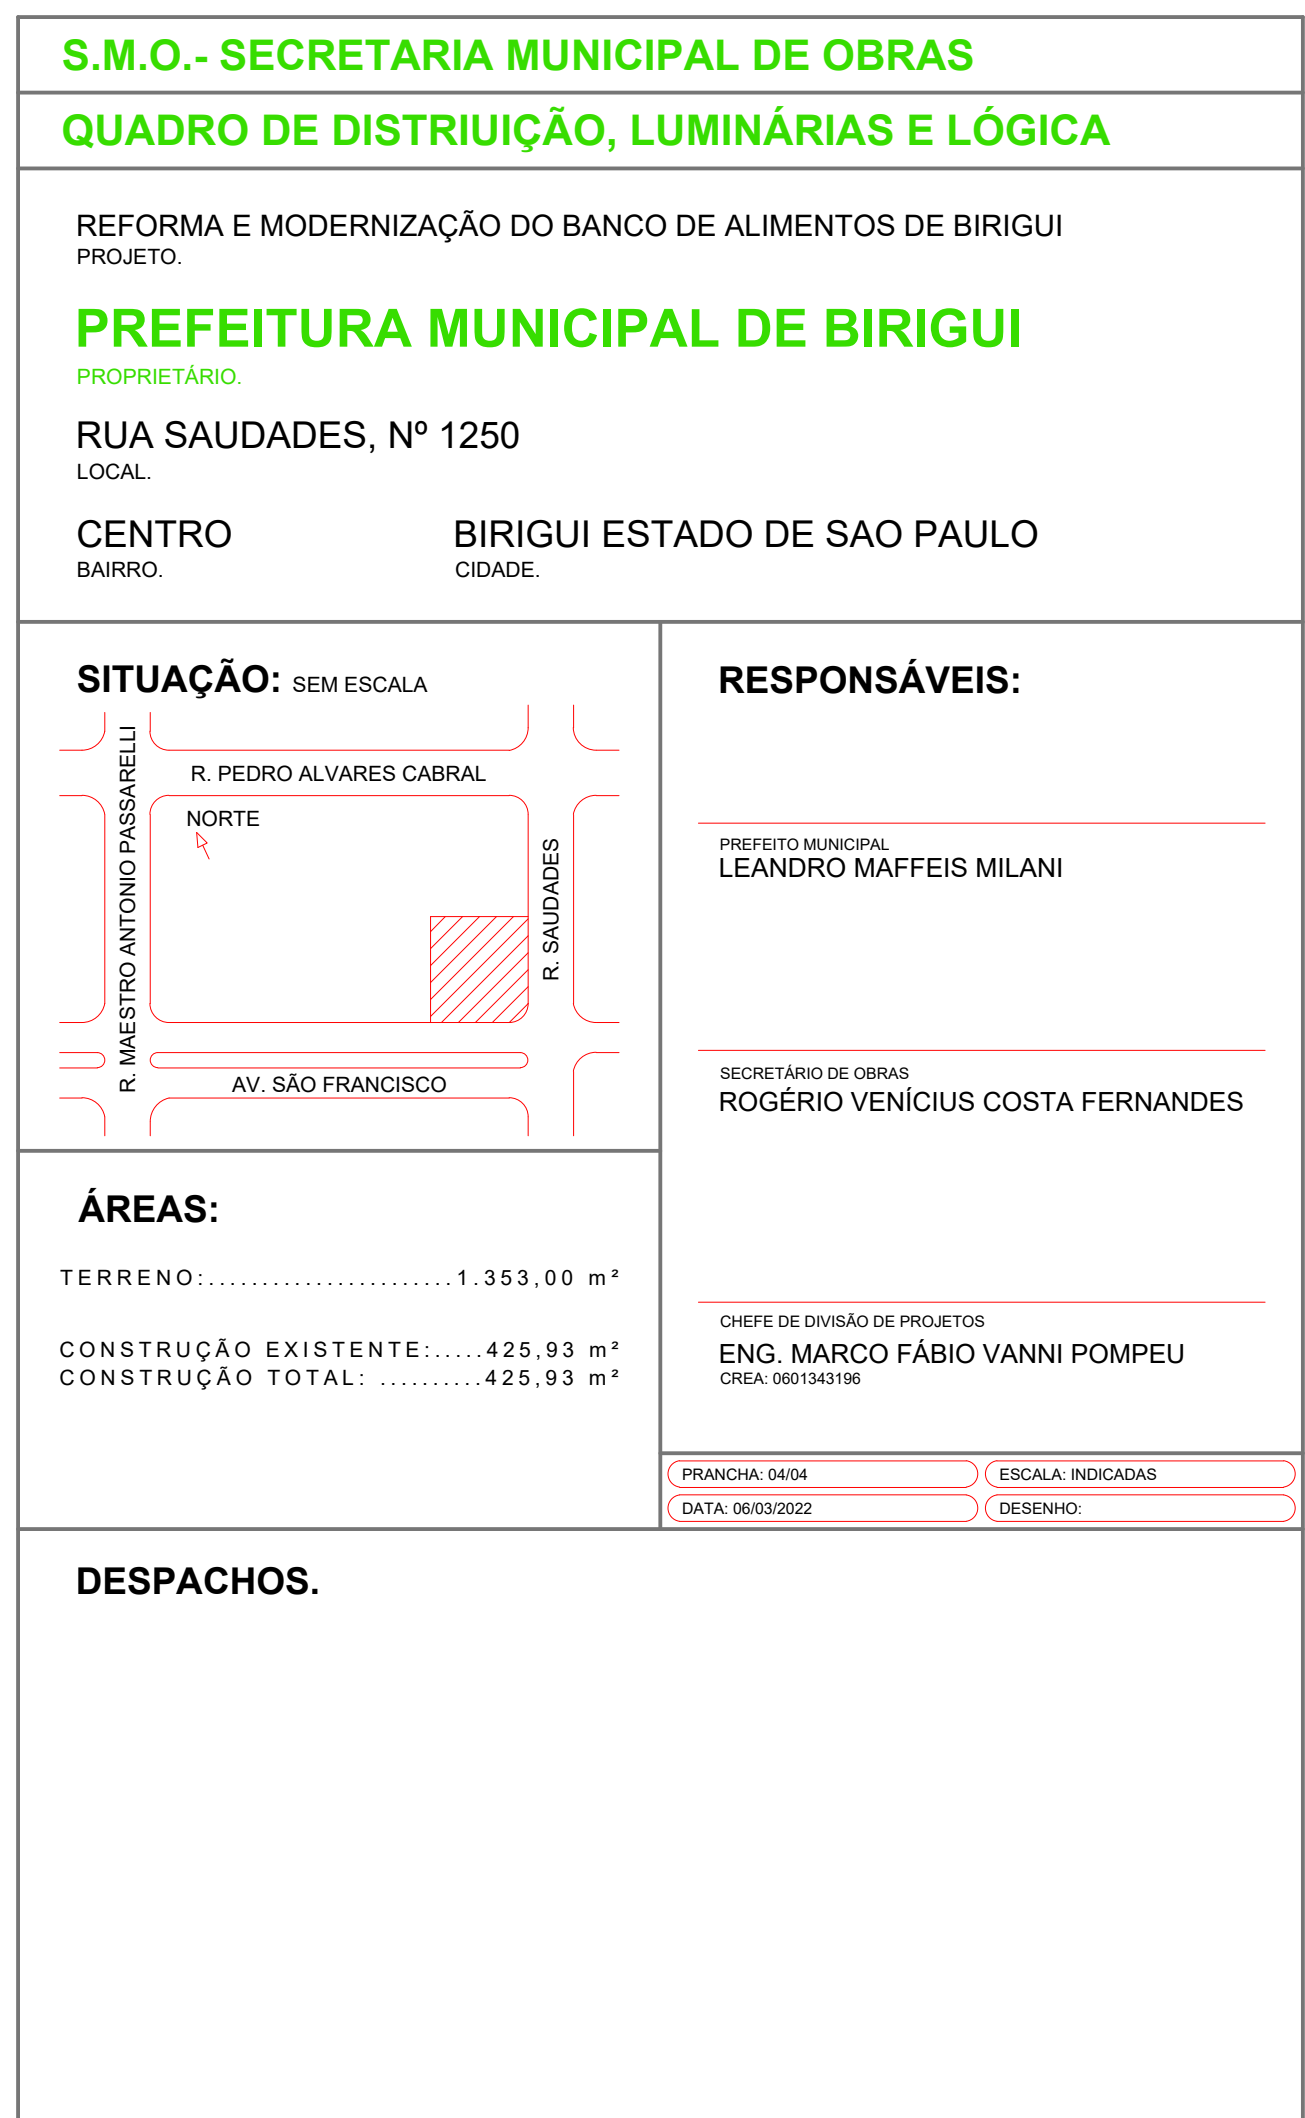 S.M.O.- SECRETARIA MUNICIPAL DE OBRAS
QUADRO DE DISTRIUIÇÃO, LUMINÁRIAS E LÓGICA
REFORMA E MODERNIZAÇÃO DO BANCO DE ALIMENTOS DE BIRIGUI
PROJETO.
PREFEITURA MUNICIPAL DE BIRIGUI
PROPRIETÁRIO.
RUA SAUDADES, Nº 1250
LOCAL.
CENTRO
BAIRRO.
BIRIGUI ESTADO DE SAO PAULO
CIDADE.
SITUAÇÃO: SEM ESCALA
R. MAESTRO ANTONIO PASSARELLI
R. PEDRO ALVARES CABRAL
NORTE
R. SAUDADES
AV. SÃO FRANCISCO
ÁREAS:
TERRENO:.......................1.353,00 m²
CONSTRUÇÃO EXISTENTE:.....425,93 m²
CONSTRUÇÃO TOTAL: ..........425,93 m²
RESPONSÁVEIS:
PREFEITO MUNICIPAL
LEANDRO MAFFEIS MILANI
SECRETÁRIO DE OBRAS
ROGÉRIO VENÍCIUS COSTA FERNANDES
CHEFE DE DIVISÃO DE PROJETOS
ENG. MARCO FÁBIO VANNI POMPEU
CREA: 0601343196
PRANCHA: 04/04
ESCALA: INDICADAS
DATA: 06/03/2022
DESENHO:
DESPACHOS.